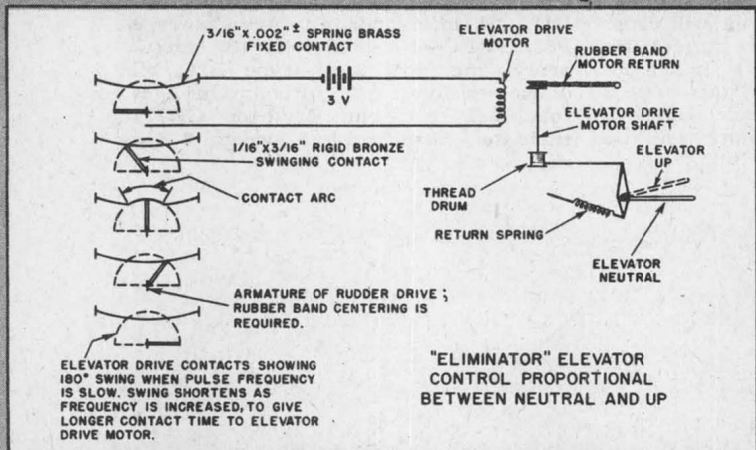 3/16" X .002" ± SPRING BRASS
FIXED CONTACT
ELEVATOR DRIVE
MOTOR
RUBBER BAND
MOTOR RETURN
3 V
ELEVATOR DRIVE
MOTOR SHAFT
1/16" X 3/16" RIGID BRONZE
SWINGING CONTACT
ELEVATOR
UP
CONTACT ARC
THREAD
DRUM
RETURN SPRING
ELEVATOR
NEUTRAL
ARMATURE OF RUDDER DRIVE;
RUBBER BAND CENTERING IS
REQUIRED.
ELEVATOR DRIVE CONTACTS SHOWING
180° SWING WHEN PULSE FREQUENCY
IS SLOW. SWING SHORTENS AS
FREQUENCY IS INCREASED, TO GIVE
LONGER CONTACT TIME TO ELEVATOR
DRIVE MOTOR.
"ELIMINATOR" ELEVATOR
CONTROL PROPORTIONAL
BETWEEN NEUTRAL AND UP